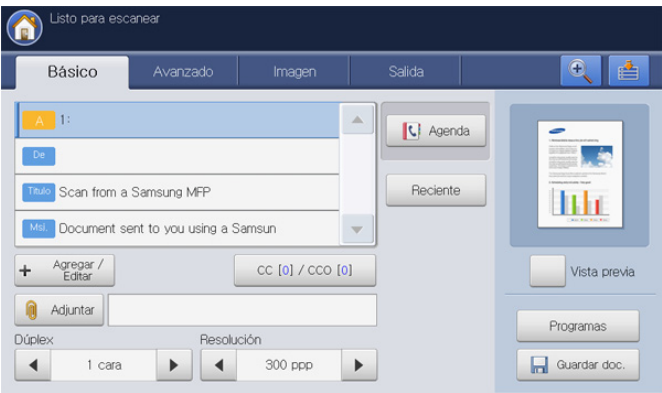 Listo para escanear
Básico
Avanzado
Imagen
Salida
A 1:
De
Título Scan from a Samsung MFP
Msj. Document sent to you using a Samsun
Agenda
Reciente
+ Agregar /
Editar
CC [0] / CCO [0]
Adjuntar
Dúplex
1 cara
Resolución
300 ppp
Vista previa
Programas
Guardar doc.